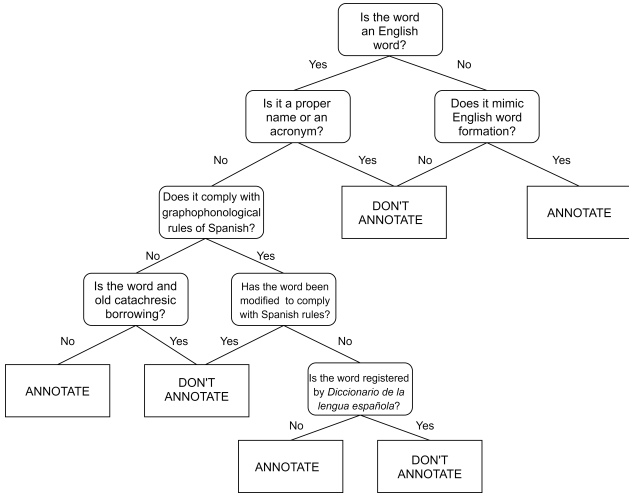 Is the word
an English
word?
Yes
No
Is it a proper
name or an
acronym?
Does it mimic
English word
formation?
No
Yes
No
Yes
Does it comply with
graphophonological
rules of Spanish?
DON'T
ANNOTATE
ANNOTATE
No
Yes
Is the word and
old catachresic
borrowing?
Has the word been
modified to comply
with Spanish rules?
No
Yes
Yes
No
ANNOTATE
DON'T
ANNOTATE
Is the word registered
by Diccionario de la
lengua española?
No
Yes
ANNOTATE
DON'T
ANNOTATE